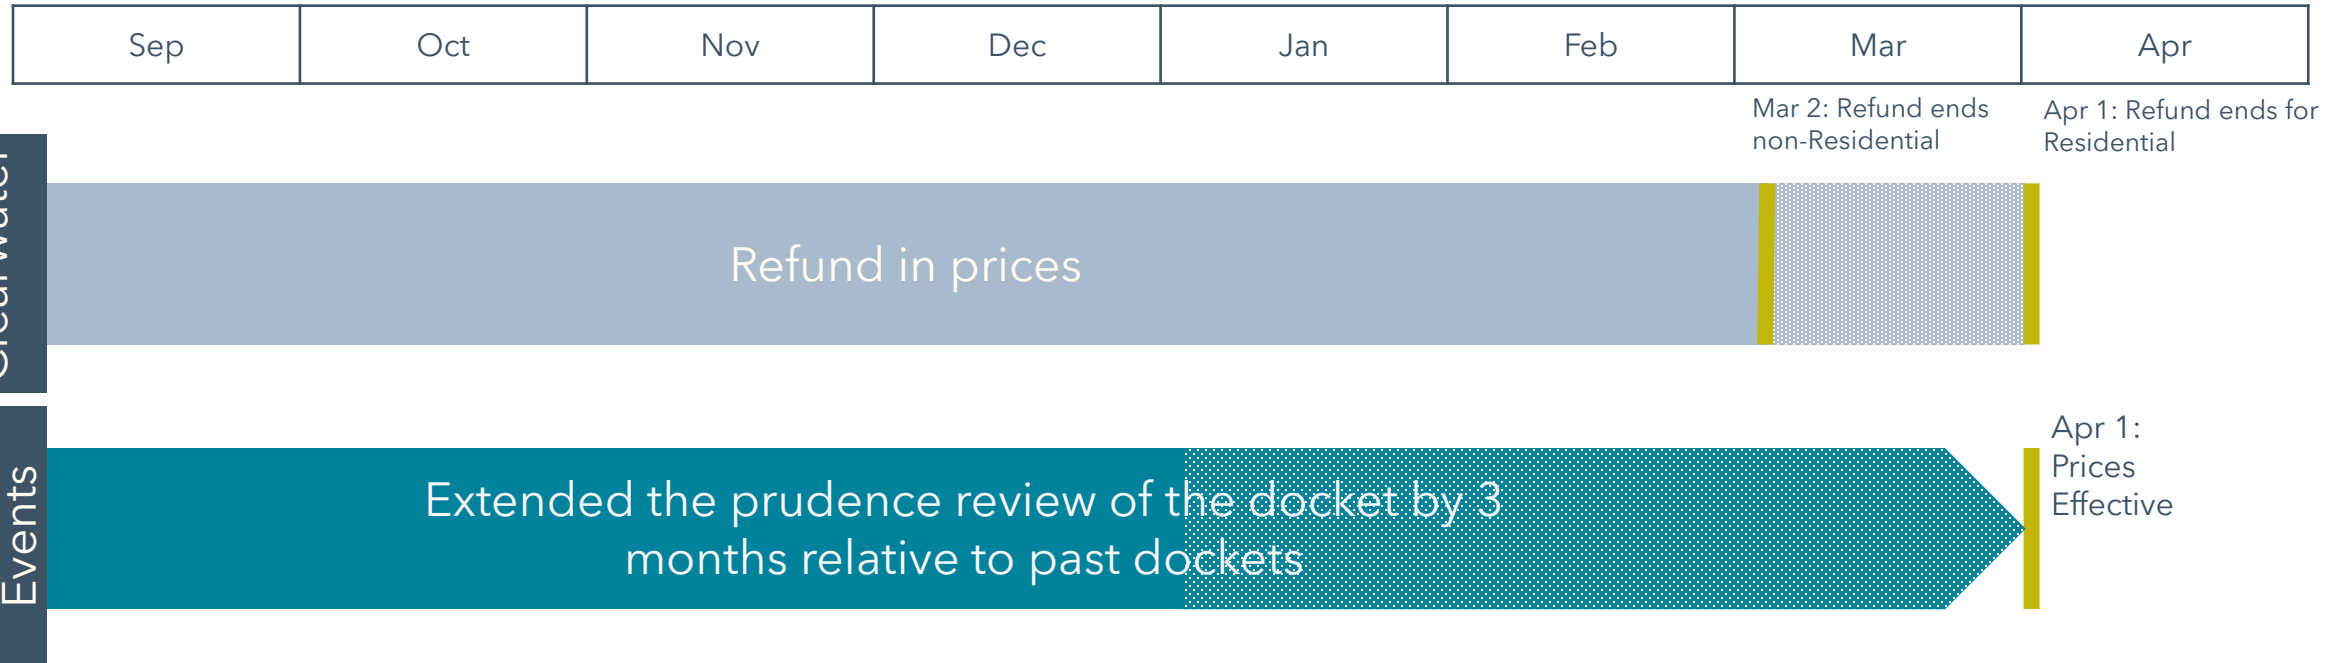 Sep Oct Nov Dec Jan Feb Mar Apr
Mar 2: Refund ends
non-Residential
Apr 1: Refund ends for
Residential
Clearwater
Refund in prices
Events
Extended the prudence review of the docket by 3
months relative to past dockets
Apr 1:
Prices
Effective